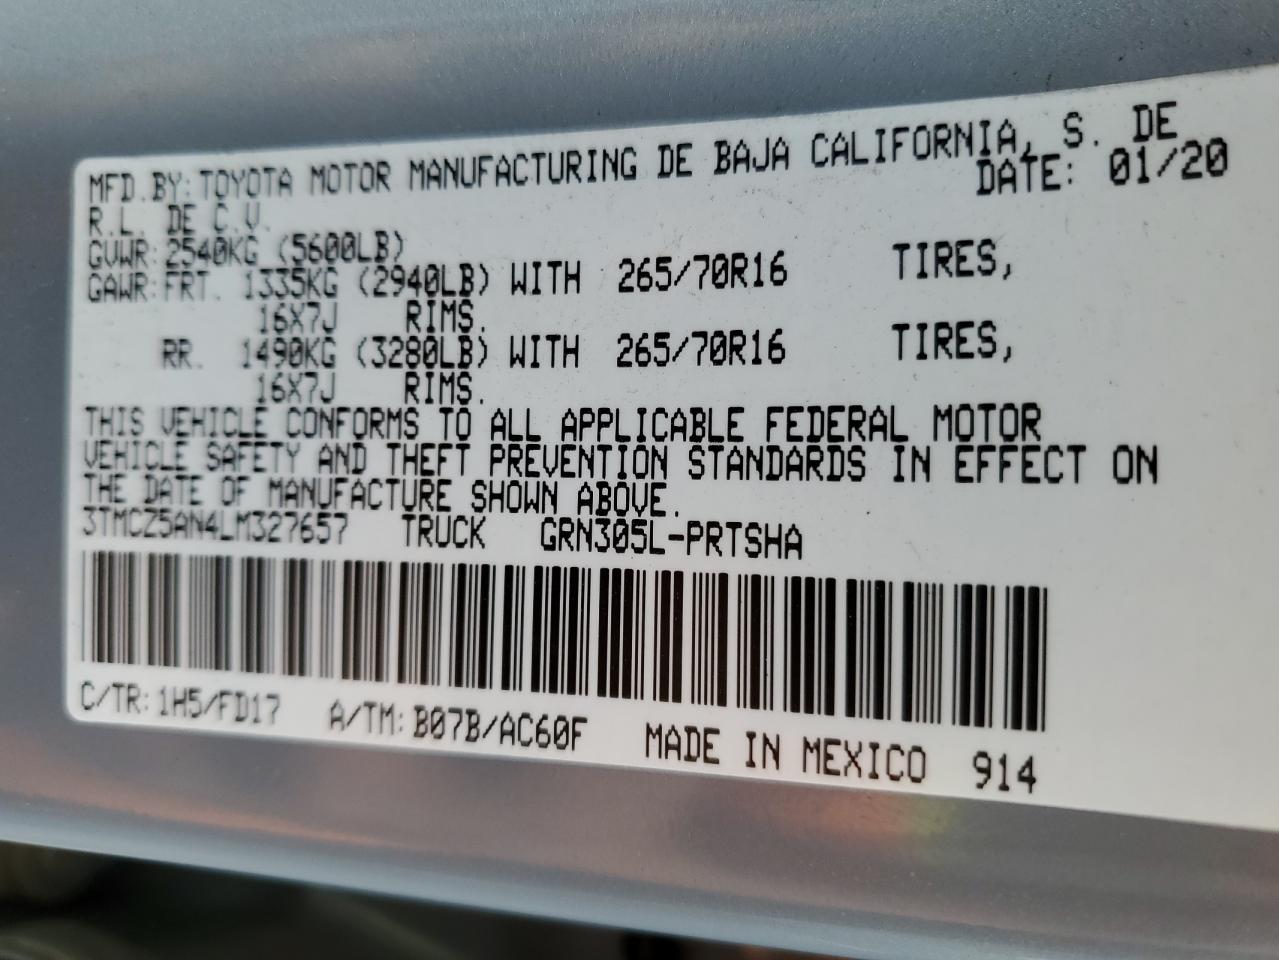 MFD.BY:TOYOTA MOTOR MANUFACTURING DE BAJA CALIFORNIA, S. DE
R.L. DE C.V. DATE: 01/20
GVWR:2540KG (5600LB)
GAWR:FRT. 1335KG (2940LB) WITH 265/70R16 TIRES,
16X7J RIMS.
RR. 1490KG (3280LB) WITH 265/70R16 TIRES,
16X7J RIMS.
THIS VEHICLE CONFORMS TO ALL APPLICABLE FEDERAL MOTOR
VEHICLE SAFETY AND THEFT PREVENTION STANDARDS IN EFFECT ON
THE DATE OF MANUFACTURE SHOWN ABOVE.
3TMCZ5AN4LM327657 TRUCK GRN305L-PRTSHA
C/TR:1H5/FD17 A/TM:B07B/AC60F MADE IN MEXICO 914